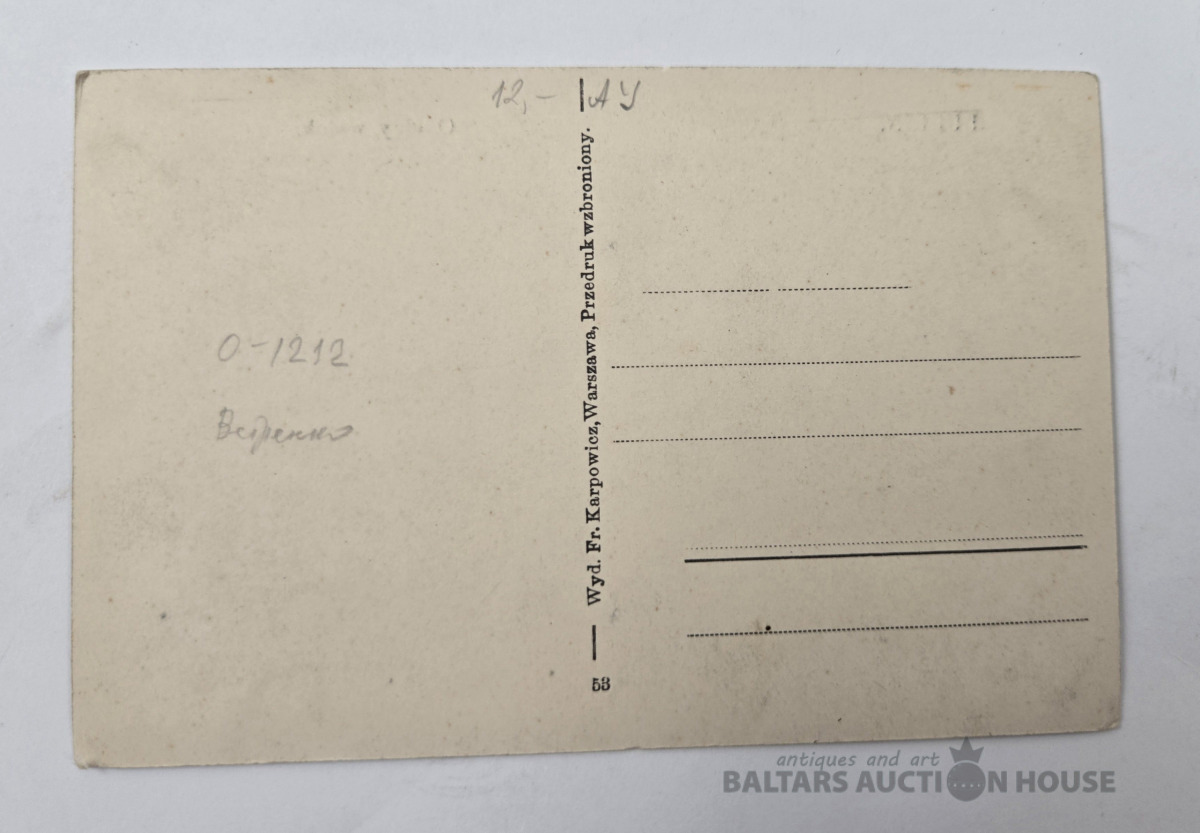 12,- AY
Wyd. Fr. Karpowicz, Warszawa, Przedruk wzbroniony.
53
O-1212
antiques and art
BALTARS AUCTION HOUSE